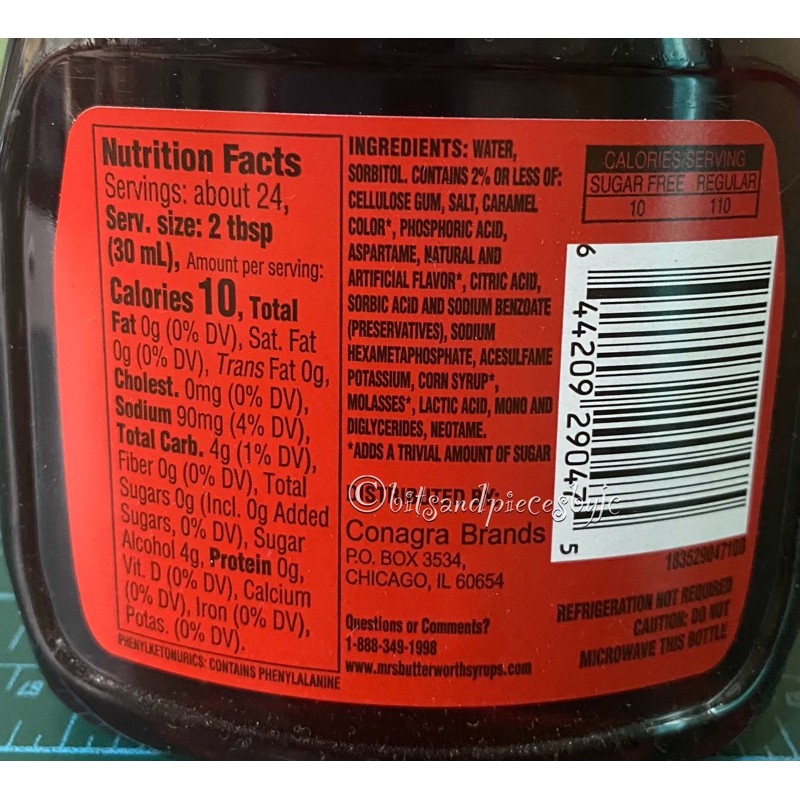 Nutrition Facts
Servings: about 24,
Serv. size: 2 tbsp
(30 mL), Amount per serving:
Calories 10, Total
Fat 0g (0% DV), Sat. Fat
0g (0% DV), Trans Fat 0g,
Cholest. 0mg (0% DV),
Sodium 90mg (4% DV),
Total Carb. 4g (1% DV),
Fiber 0g (0% DV), Total
Sugars 0g (Incl. 0g Added
Sugars, 0% DV), Sugar
Alcohol 4g, Protein 0g,
Vit. D (0% DV), Calcium
(0% DV), Iron (0% DV),
Potas. (0% DV).
PHENYLKETONURICS: CONTAINS PHENYLALANINE
INGREDIENTS: WATER,
SORBITOL. CONTAINS 2% OR LESS OF:
CELLULOSE GUM, SALT, CARAMEL
COLOR*, PHOSPHORIC ACID,
ASPARTAME, NATURAL AND
ARTIFICIAL FLAVOR*, CITRIC ACID,
SORBIC ACID AND SODIUM BENZOATE
(PRESERVATIVES), SODIUM
HEXAMETAPHOSPHATE, ACESULFAME
POTASSIUM, CORN SYRUP*,
MOLASSES*, LACTIC ACID, MONO AND
DIGLYCERIDES, NEOTAME.
*ADDS A TRIVIAL AMOUNT OF SUGAR
DISTRIBUTED BY:
©bitsandpiecesbyjc
Conagra Brands
P.O. BOX 3534,
CHICAGO, IL 60654
Questions or Comments?
1-888-349-1998
www.mrsbutterworthsyrups.com
CALORIES/SERVING
SUGAR FREE REGULAR
10 110
6 44209 29047 5
18352904710B
REFRIGERATION NOT REQUIRED
CAUTION: DO NOT
MICROWAVE THIS BOTTLE